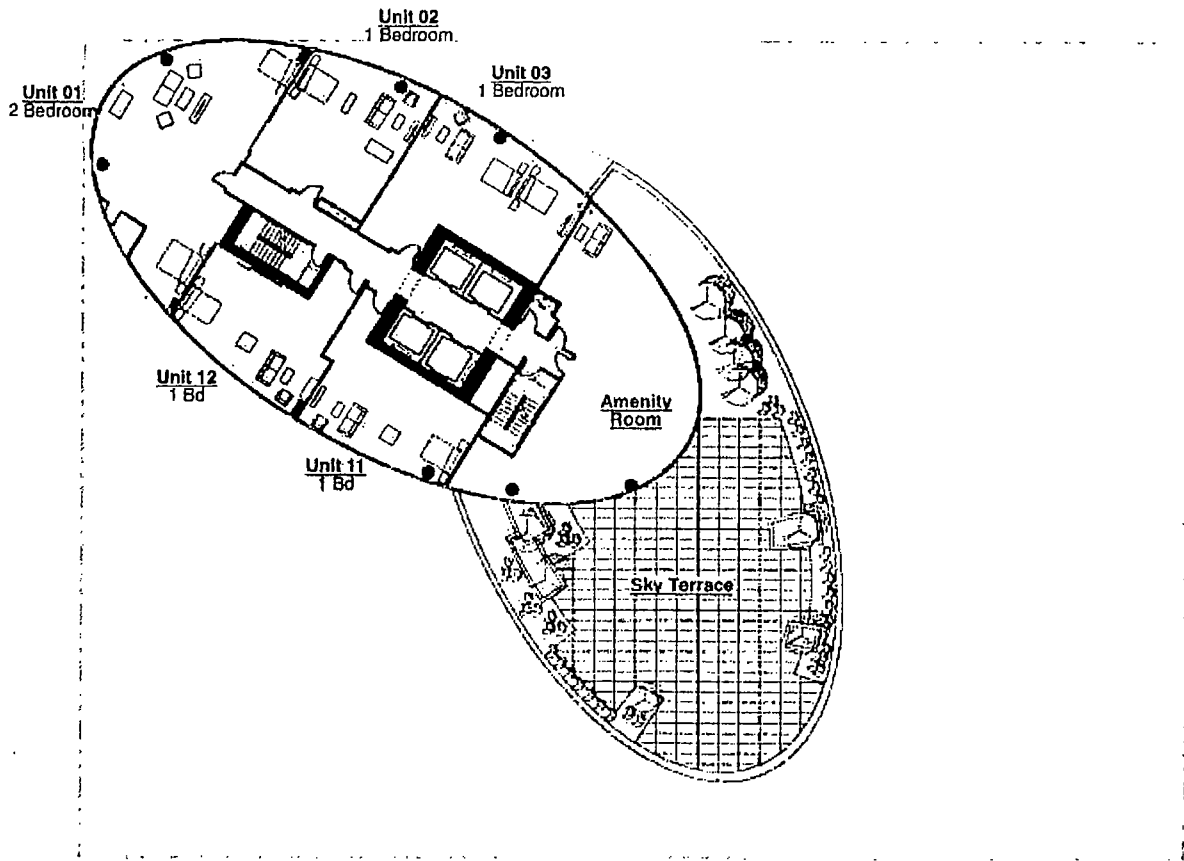 Unit 02
1 Bedroom
Unit 03
1 Bedroom
Unit 01
2 Bedroom
Unit 12
1 Bd
Amenity
Room
Unit 11
1 Bd
Sky Terrace